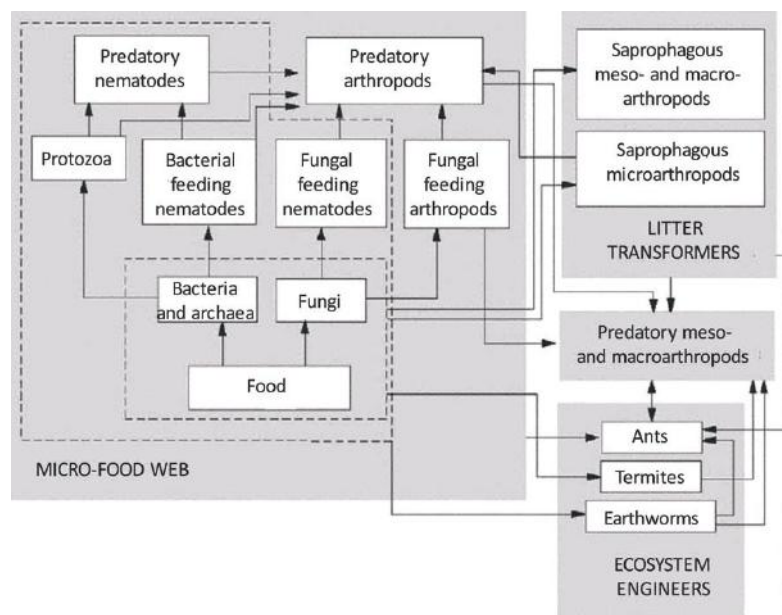 Predatory
nematodes
Predatory
arthropods
Saprophagous
meso- and macro-
arthropods
Protozoa
Bacterial
feeding
nematodes
Fungal
feeding
nematodes
Fungal
feeding
arthropods
Saprophagous
microarthropods
LITTER
TRANSFORMERS
Bacteria
and archaea
Fungi
Predatory meso-
and macroarthropods
Food
Ants
MICRO-FOOD WEB
Termites
Earthworms
ECOSYSTEM
ENGINEERS